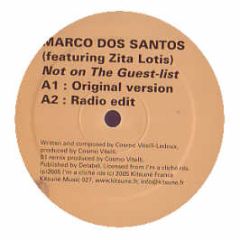 MARCO DOS SANTOS
(featuring Zita Lotis)
Not on The Guest-list
A1 : Original version
A2 : Radio edit
Written and composed by Cosmo Vitelli-Ledoux,
produced by Cosmo Vitelli.
B1 remix produced by Cosmo Vitelli.
Published by Delabel. Licensed from I'm a cliché rds.
(p)2005 I'm a cliché rds (c)2005 Kitsuné France
Kitsuné Music 027, www.kitsune.fr, info@kitsune.fr